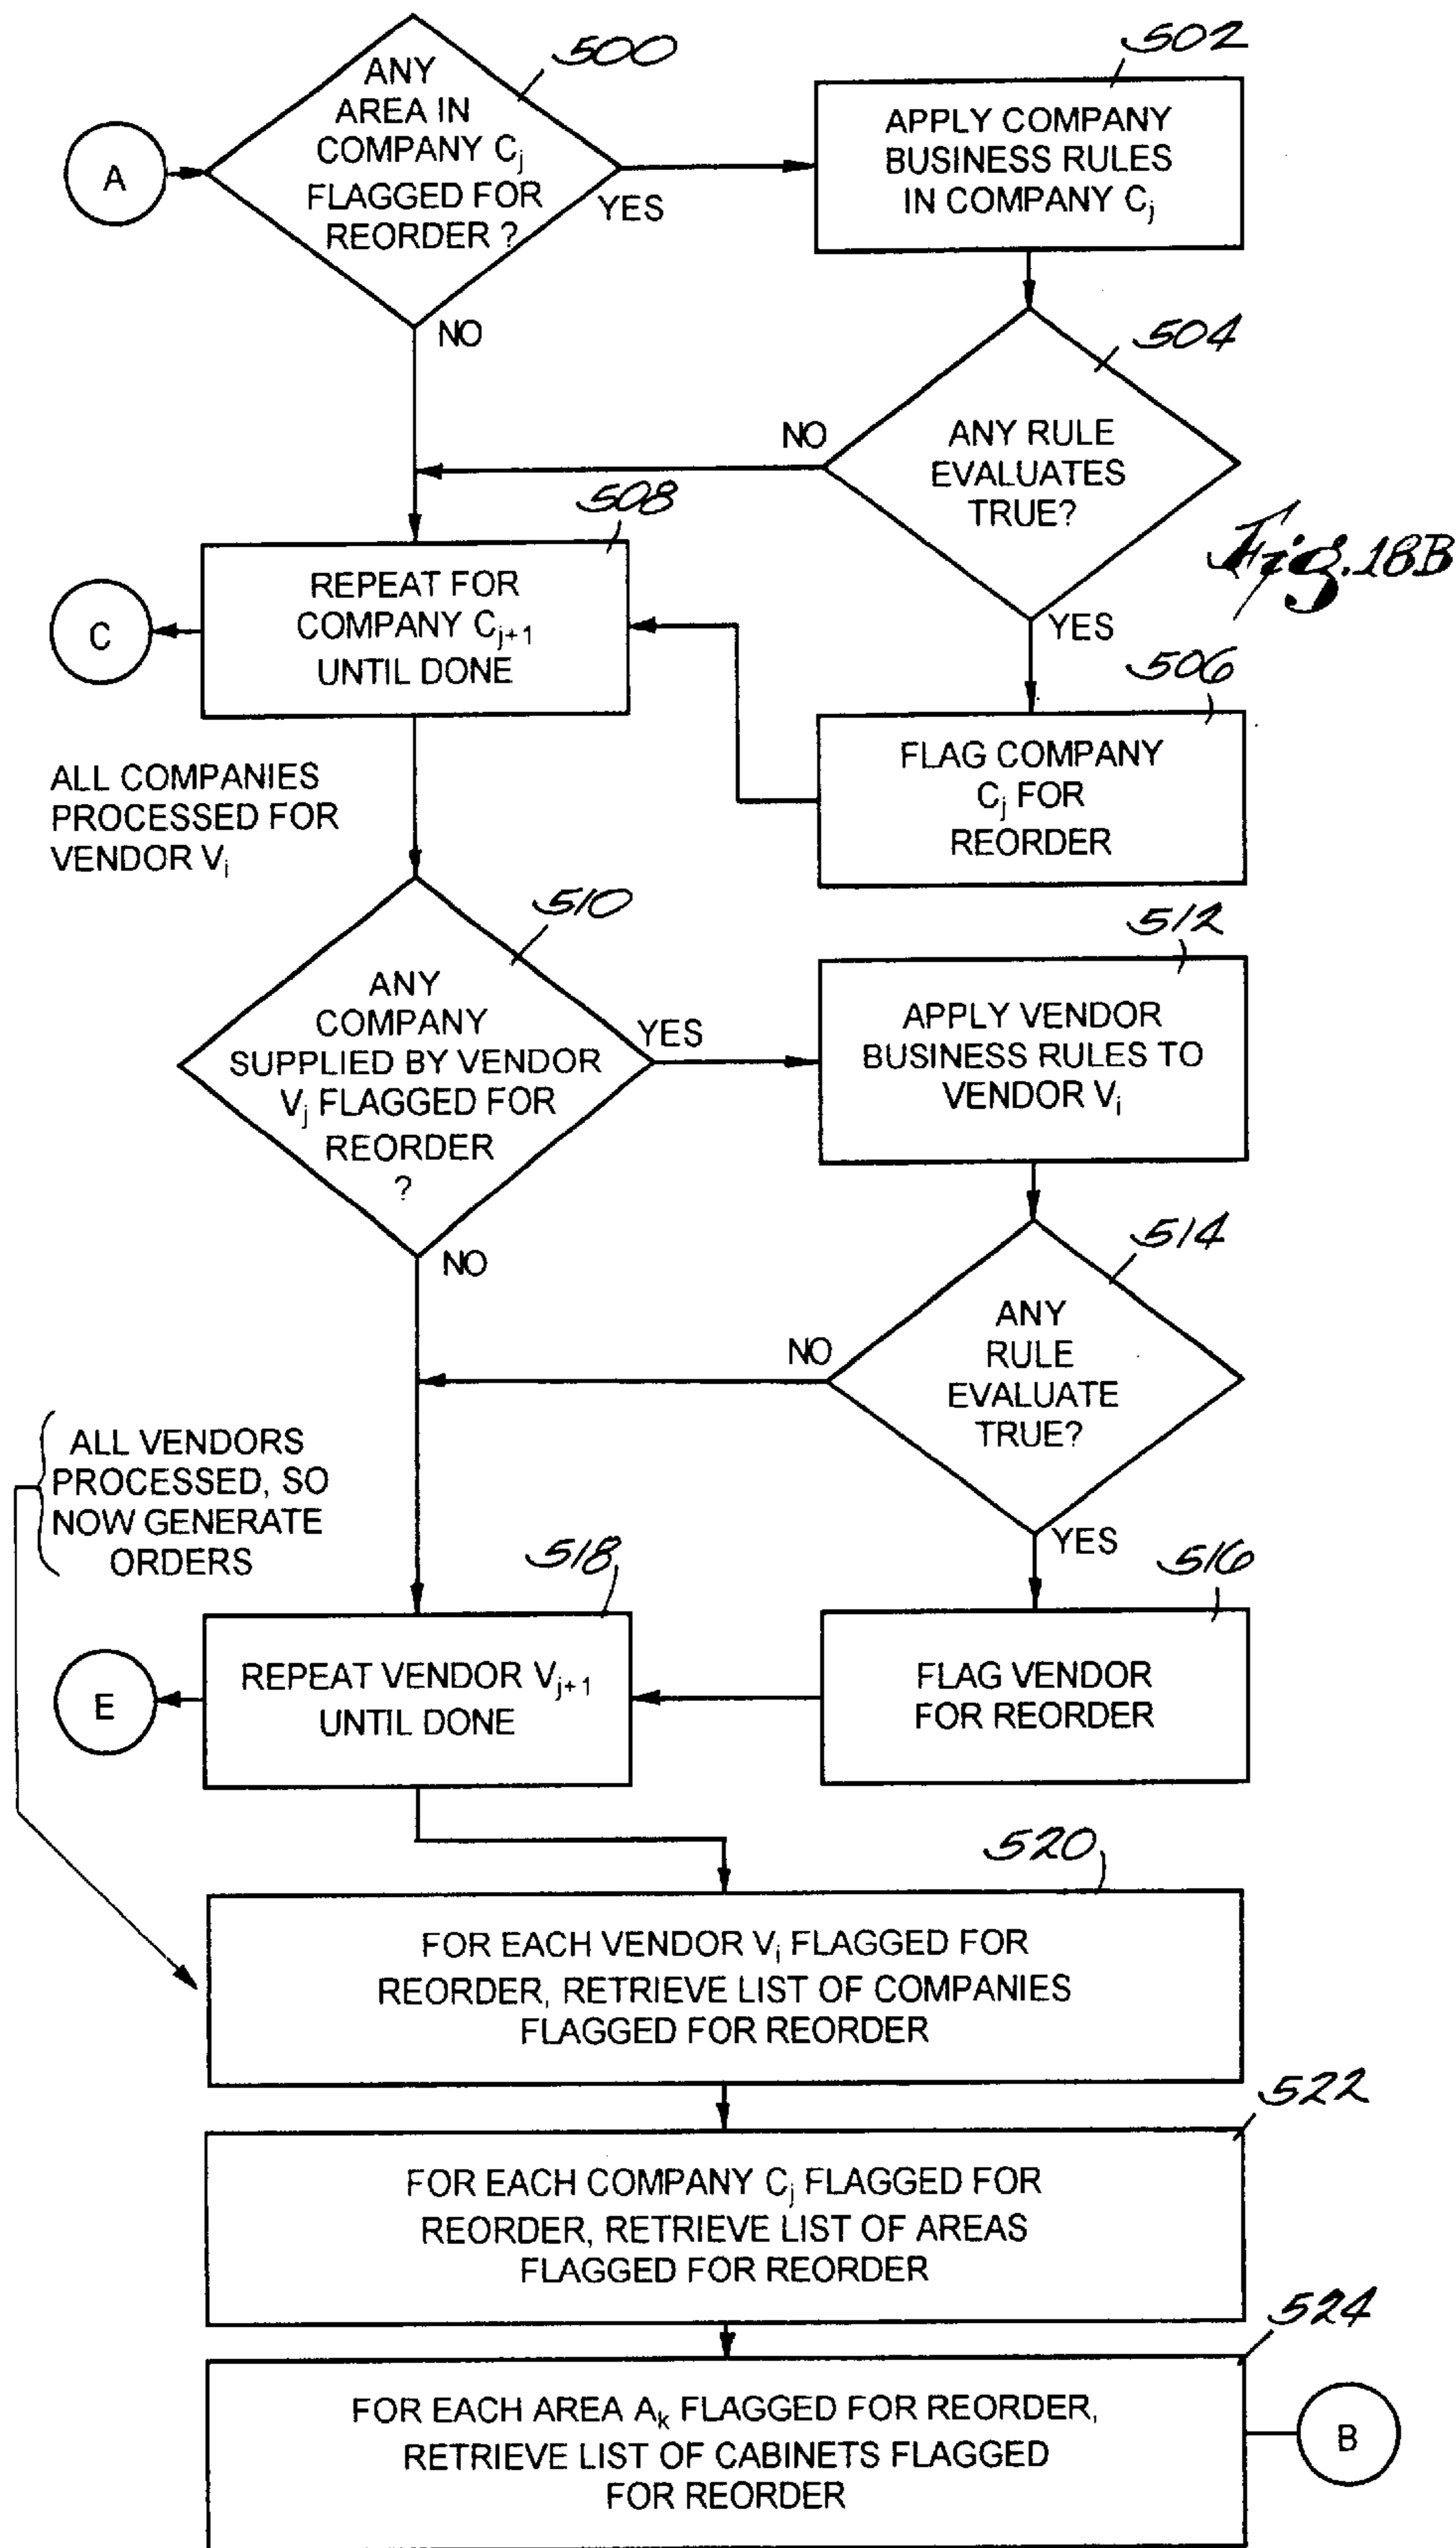 500
ANY
AREA IN
COMPANY Cj
FLAGGED FOR
REORDER ?
A
YES
NO
502
APPLY COMPANY
BUSINESS RULES
IN COMPANY Cj
504
ANY RULE
EVALUATES
TRUE?
NO
YES
Fig. 18B
508
REPEAT FOR
COMPANY Cj+1
UNTIL DONE
C
506
FLAG COMPANY
Cj FOR
REORDER
ALL COMPANIES
PROCESSED FOR
VENDOR Vi
510
ANY
COMPANY
SUPPLIED BY VENDOR
Vj FLAGGED FOR
REORDER
?
YES
NO
512
APPLY VENDOR
BUSINESS RULES TO
VENDOR Vi
514
ANY
RULE
EVALUATE
TRUE?
NO
YES
ALL VENDORS
PROCESSED, SO
NOW GENERATE
ORDERS
518
REPEAT VENDOR Vj+1
UNTIL DONE
E
516
FLAG VENDOR
FOR REORDER
520
FOR EACH VENDOR Vi FLAGGED FOR
REORDER, RETRIEVE LIST OF COMPANIES
FLAGGED FOR REORDER
522
FOR EACH COMPANY Cj FLAGGED FOR
REORDER, RETRIEVE LIST OF AREAS
FLAGGED FOR REORDER
524
FOR EACH AREA Ak FLAGGED FOR REORDER,
RETRIEVE LIST OF CABINETS FLAGGED
FOR REORDER
B